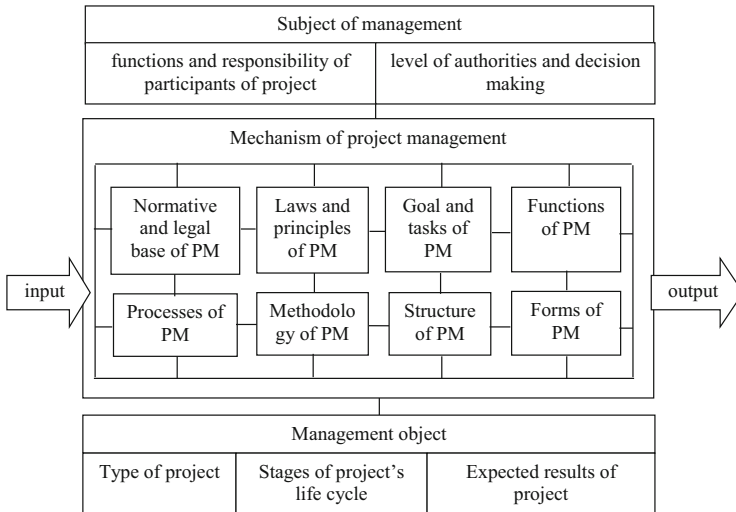 Subject of management
functions and responsibility of
participants of project
level of authorities and decision
making
Mechanism of project management
Normative
and legal
base of PM
Laws and
principles
of PM
Goal and
tasks of
PM
Functions
of PM
input
output
Processes of
PM
Methodolo
gy of PM
Structure
of PM
Forms of
PM
Management object
Type of project
Stages of project's
life cycle
Expected results of
project